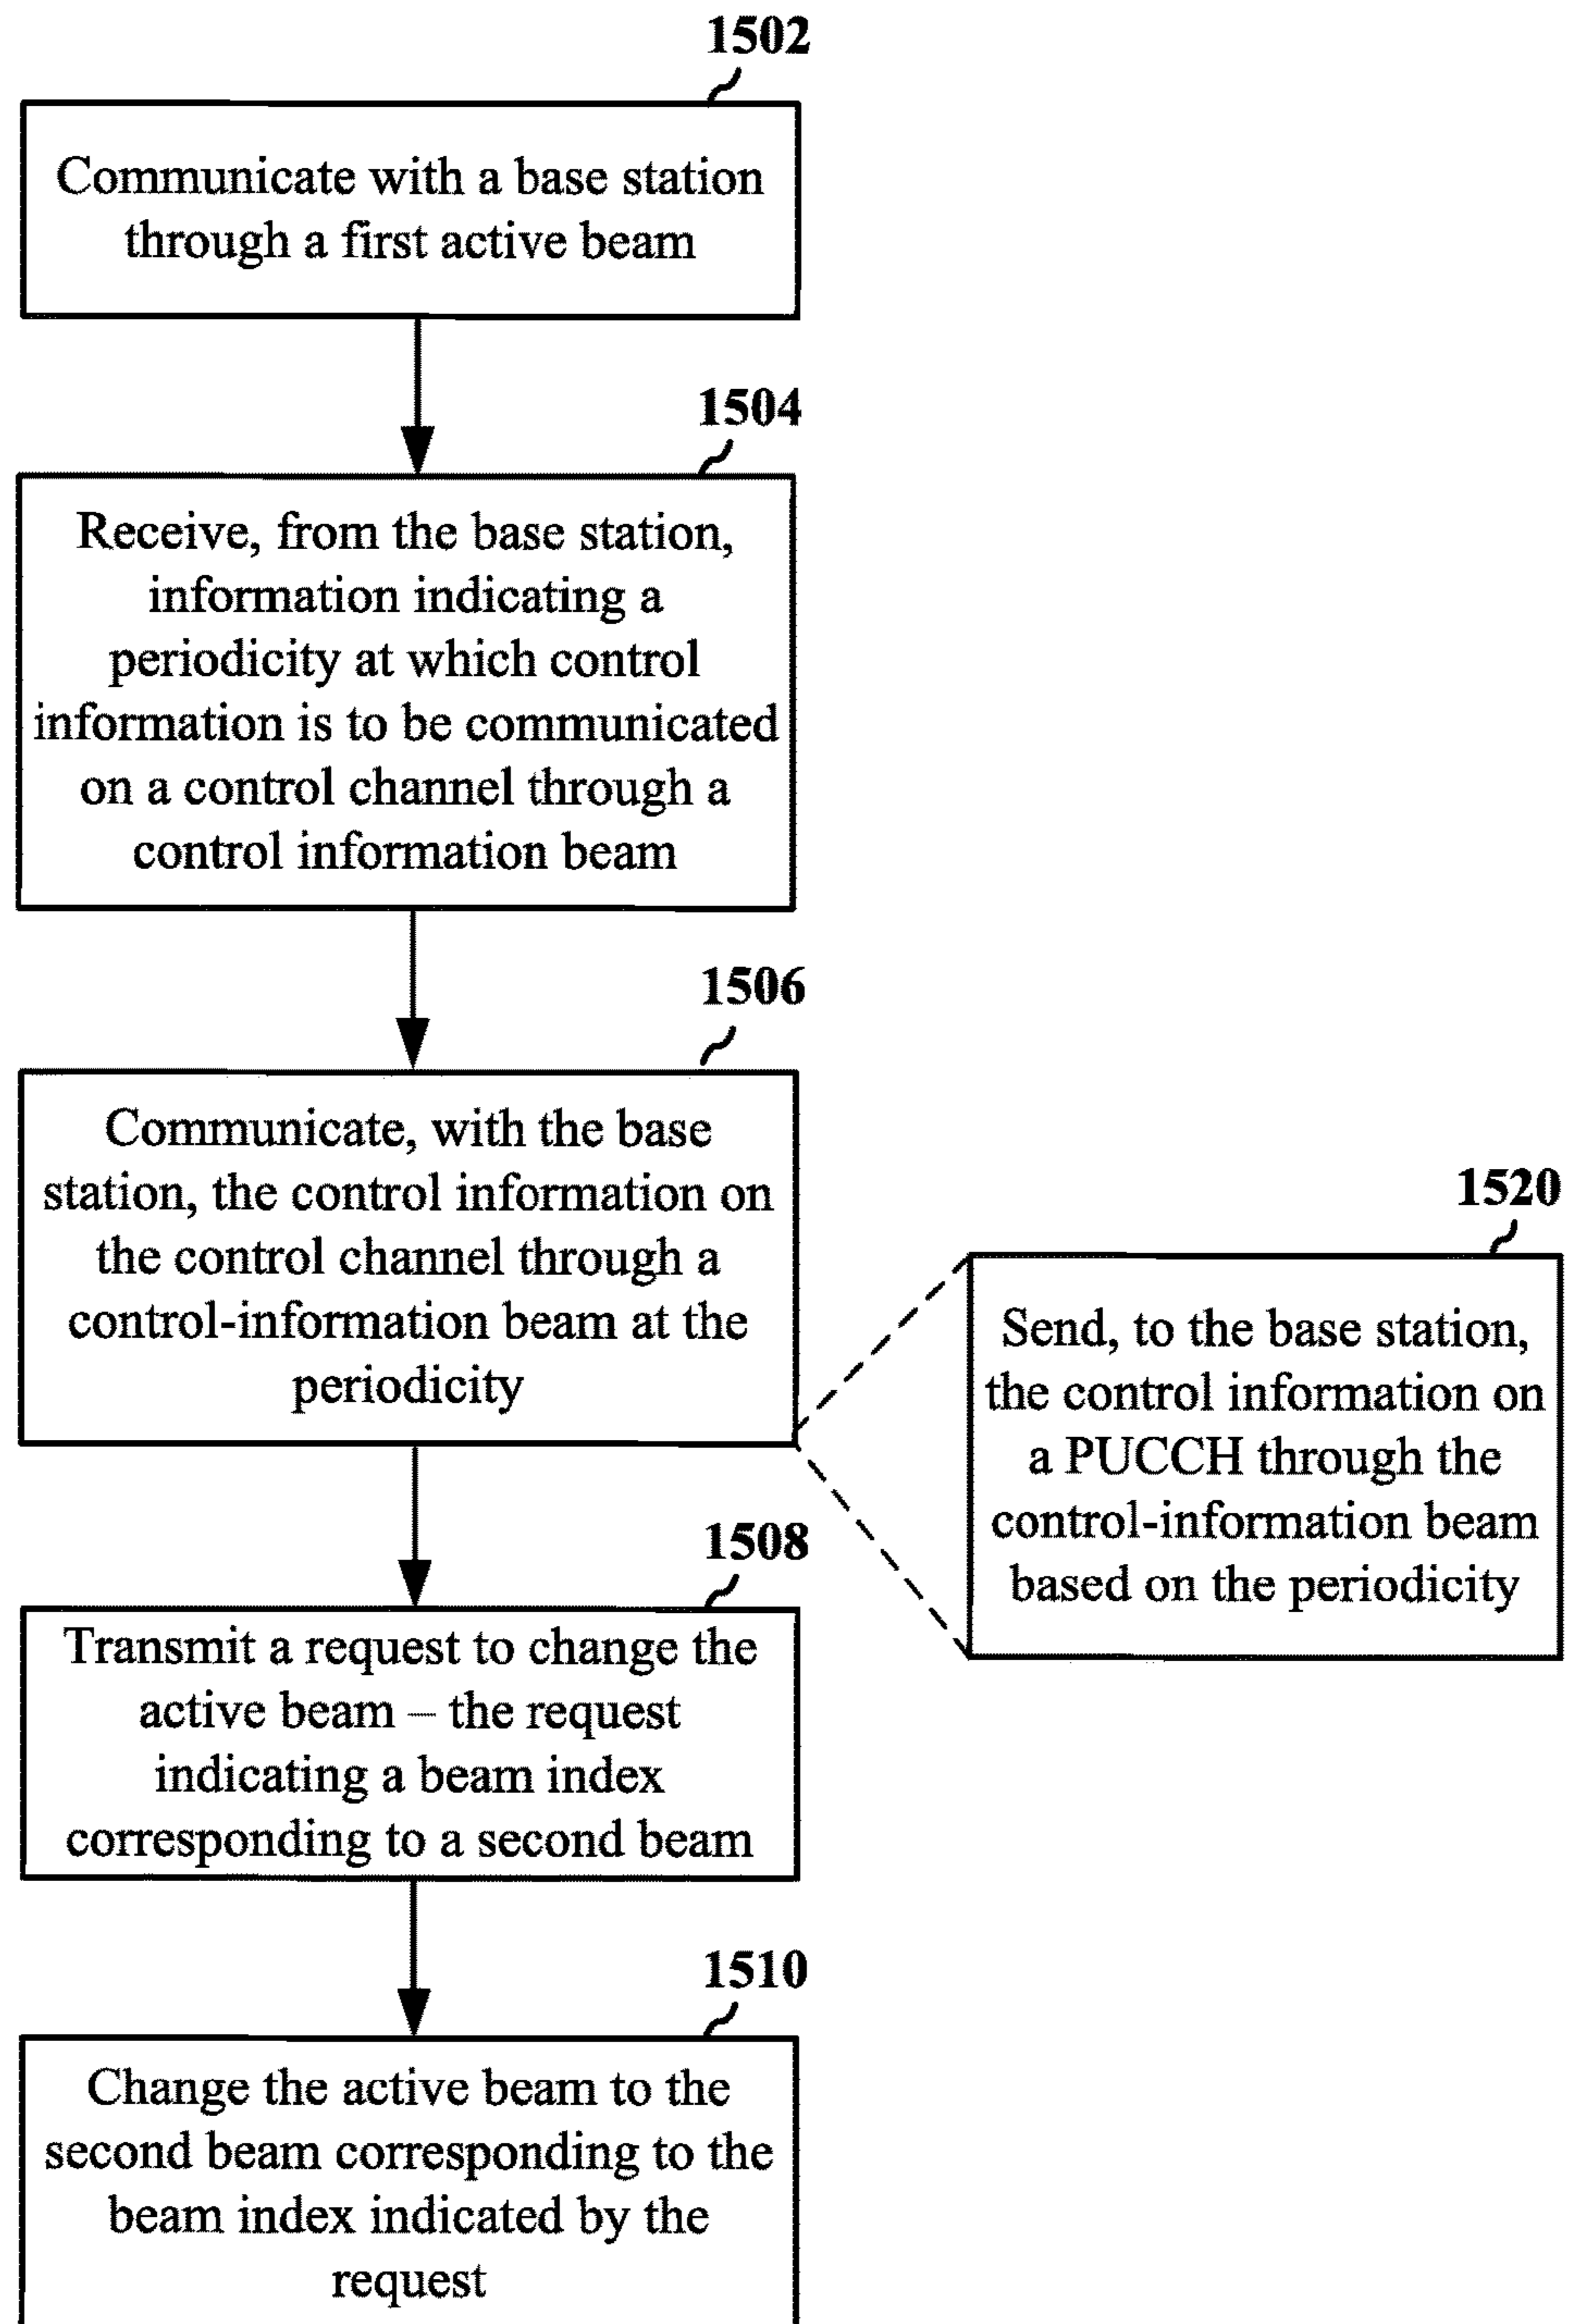 1502
Communicate with a base station
through a first active beam
1504
Receive, from the base station,
information indicating a
periodicity at which control
information is to be communicated
on a control channel through a
control information beam
1506
Communicate, with the base
station, the control information on
the control channel through a
control-information beam at the
periodicity
1520
Send, to the base station,
the control information on
a PUCCH through the
control-information beam
based on the periodicity
1508
Transmit a request to change the
active beam – the request
indicating a beam index
corresponding to a second beam
1510
Change the active beam to the
second beam corresponding to the
beam index indicated by the
request